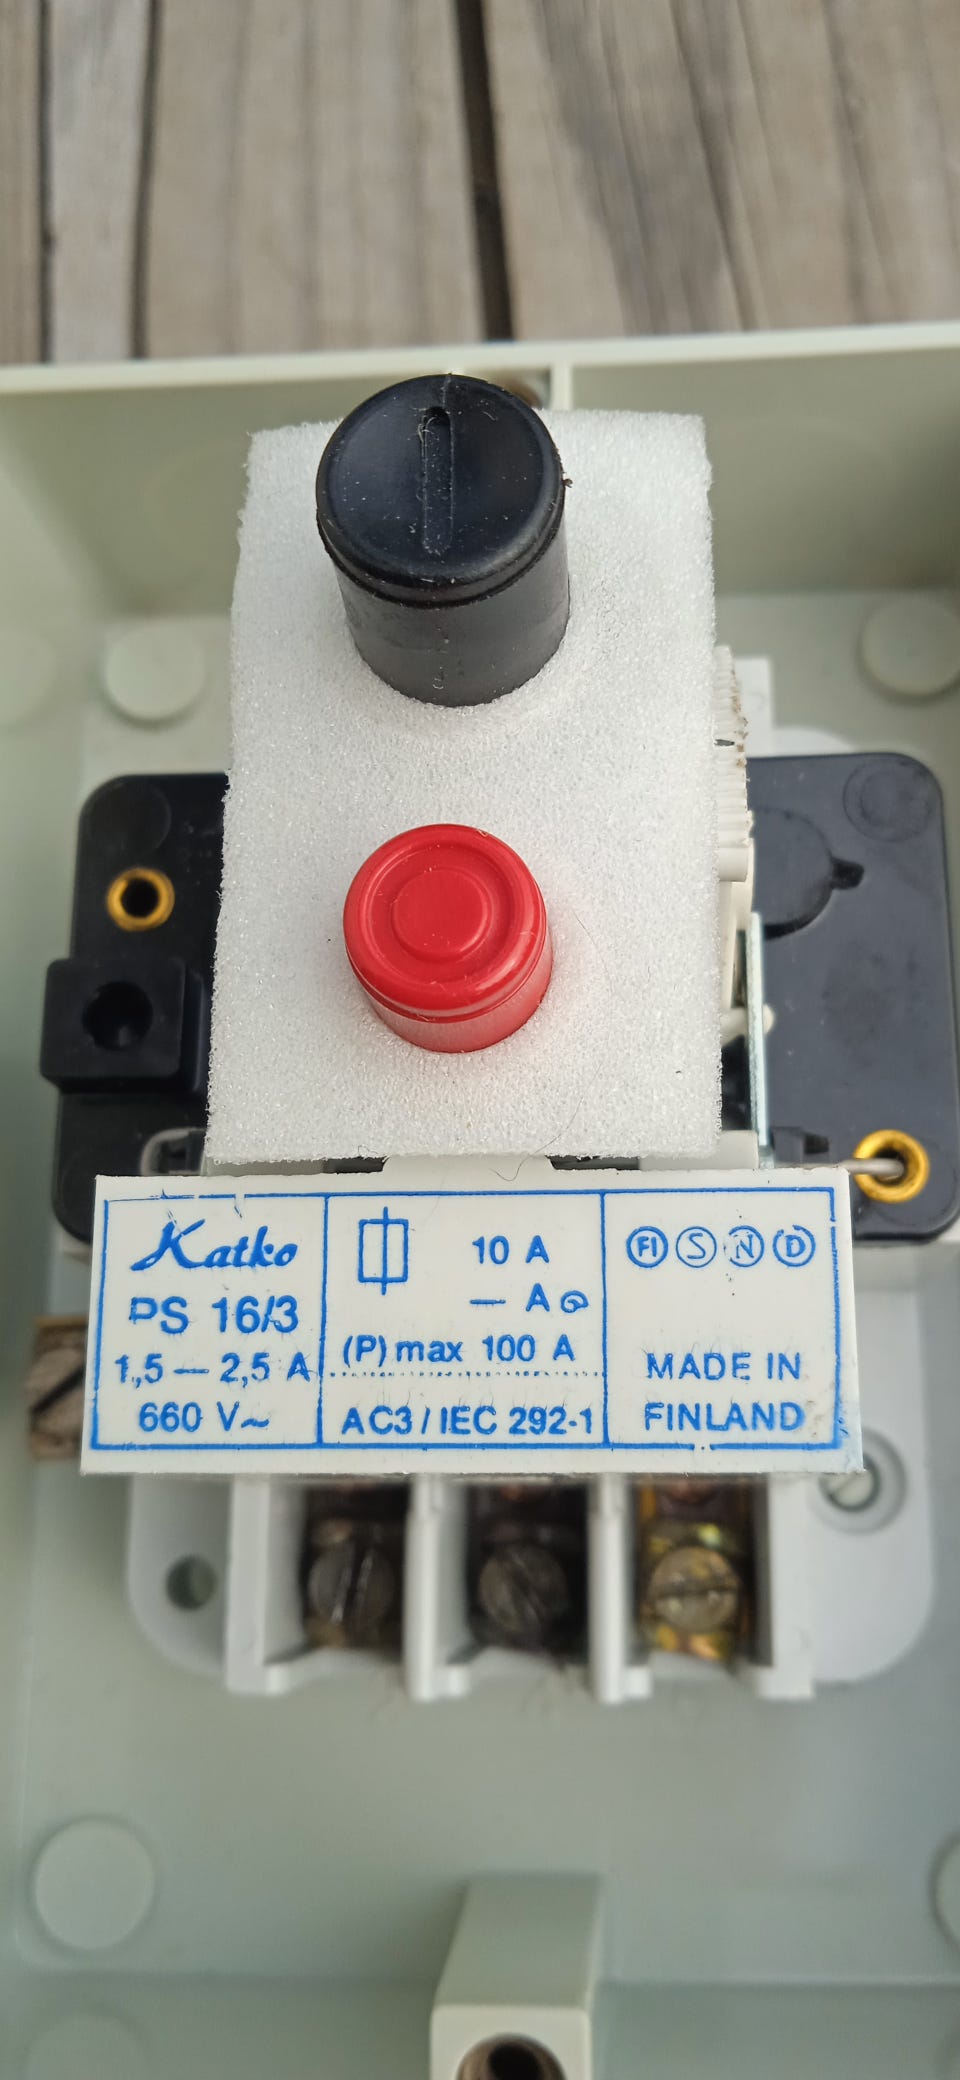 Katko
PS 16/3
1,5 — 2,5 A
660 V~
10 A
— A
(P) max 100 A
AC3 / IEC 292-1
FI S N D
MADE IN
FINLAND